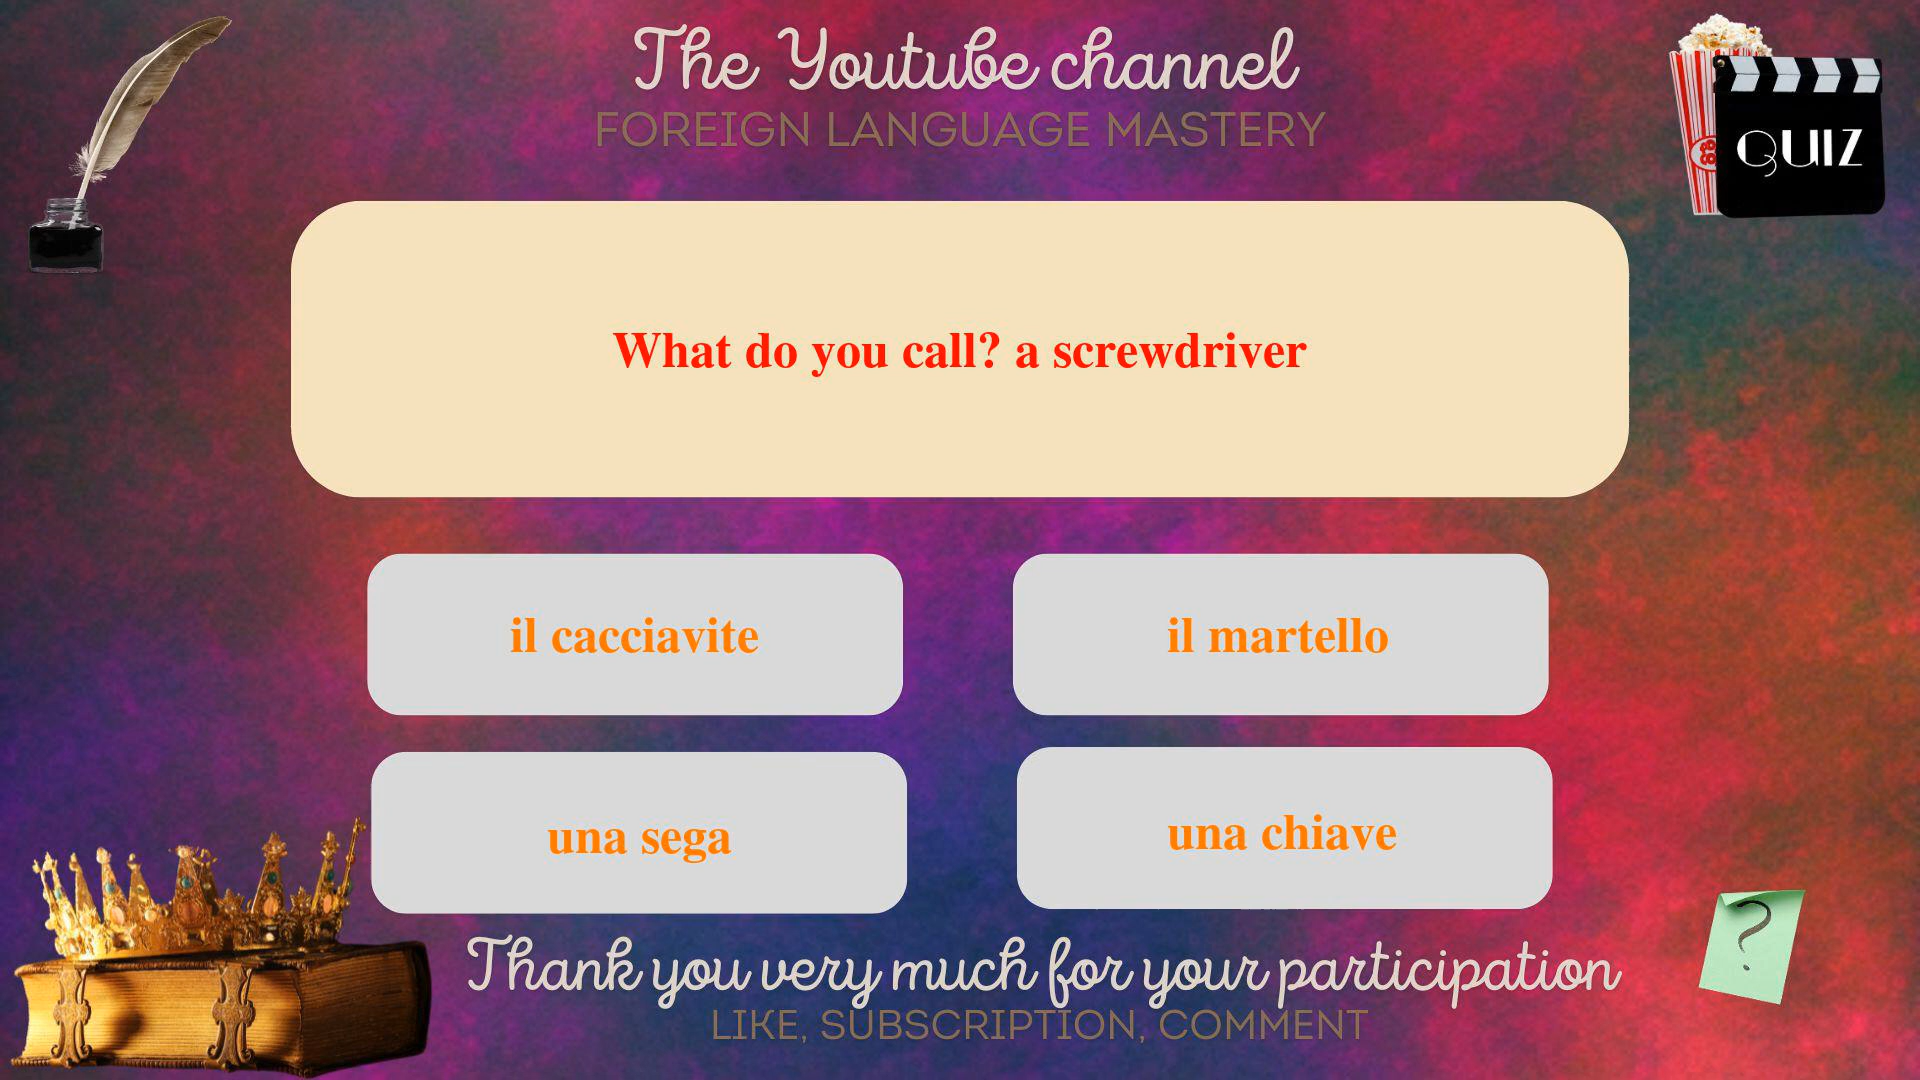 The Youtube channel
FOREIGN LANGUAGE MASTERY
QUIZ
88
What do you call? a screwdriver
il cacciavite
il martello
una sega
una chiave
?
Thank you very much for your participation
LIKE, SUBSCRIPTION, COMMENT